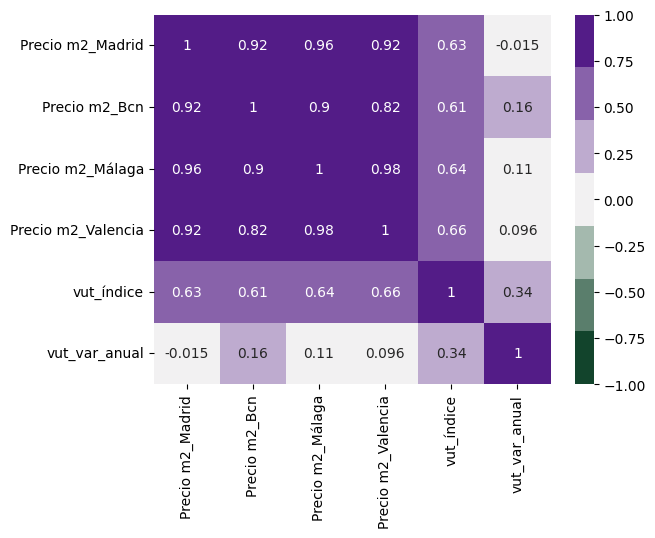 Precio m2_Madrid 1 0.92 0.96 0.92 0.63 -0.015
Precio m2_Bcn 0.92 1 0.9 0.82 0.61 0.16
Precio m2_Málaga 0.96 0.9 1 0.98 0.64 0.11
Precio m2_Valencia 0.92 0.82 0.98 1 0.66 0.096
vut_índice 0.63 0.61 0.64 0.66 1 0.34
vut_var_anual -0.015 0.16 0.11 0.096 0.34 1
Precio m2_Madrid
Precio m2_Bcn
Precio m2_Málaga
Precio m2_Valencia
vut_índice
vut_var_anual
1.00
0.75
0.50
0.25
0.00
−0.25
−0.50
−0.75
−1.00